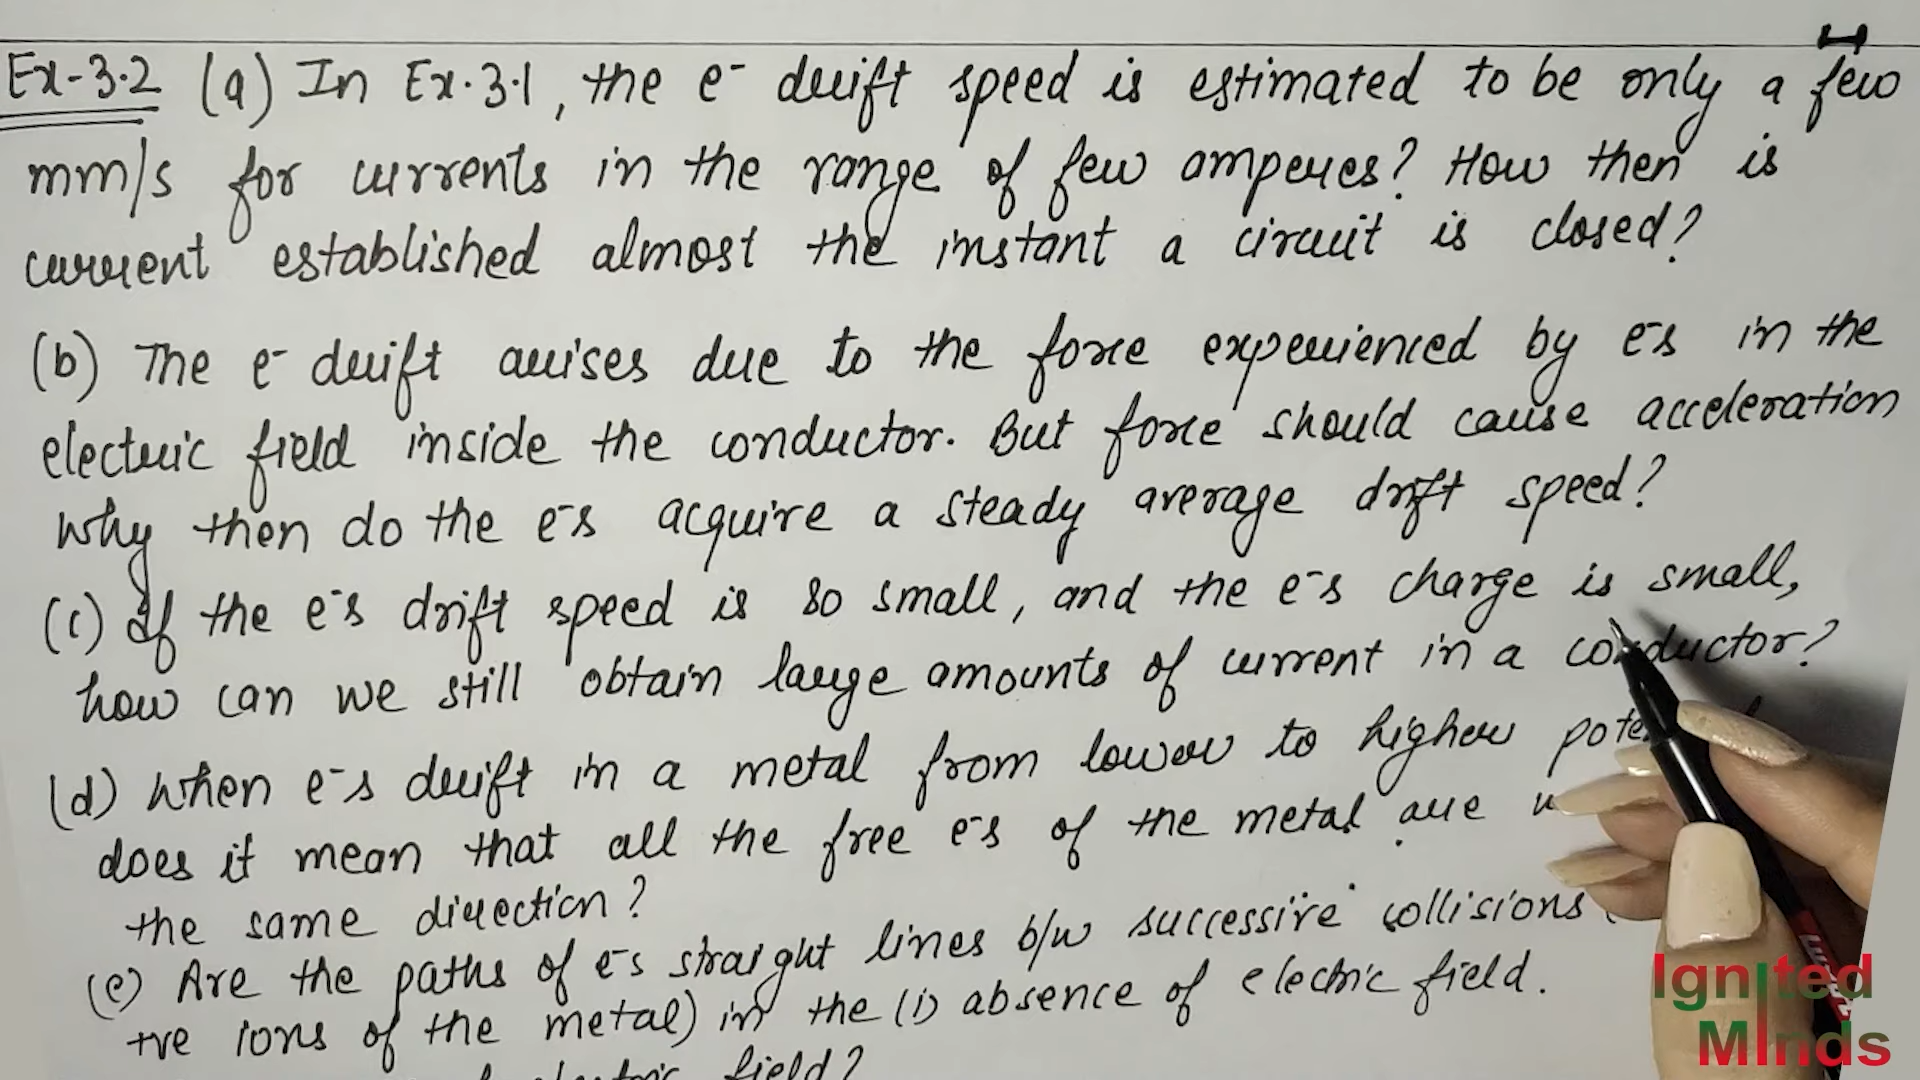 Ex-3.2 (a) In Ex.3.1, the e⁻ drift speed is estimated to be only a few
mm/s for currents in the range of few amperes? How then is
current established almost the instant a circuit is closed?
(b) The e⁻ drift arises due to the force experienced by e⁻s in the
electric field inside the conductor. But force should cause acceleration
Why then do the e⁻s acquire a steady average drift speed?
(c) If the e⁻s drift speed is so small, and the e⁻s charge is small,
how can we still obtain large amounts of current in a conductor?
(d) When e⁻s drift in a metal from lower to higher
does it mean that all the free e⁻s of the metal are
the same direction?
(e) Are the paths of e⁻s straight lines b/w successive collisions
+ve ions of the metal) in the (i) absence of electric field.
field?
Ignited
Minds